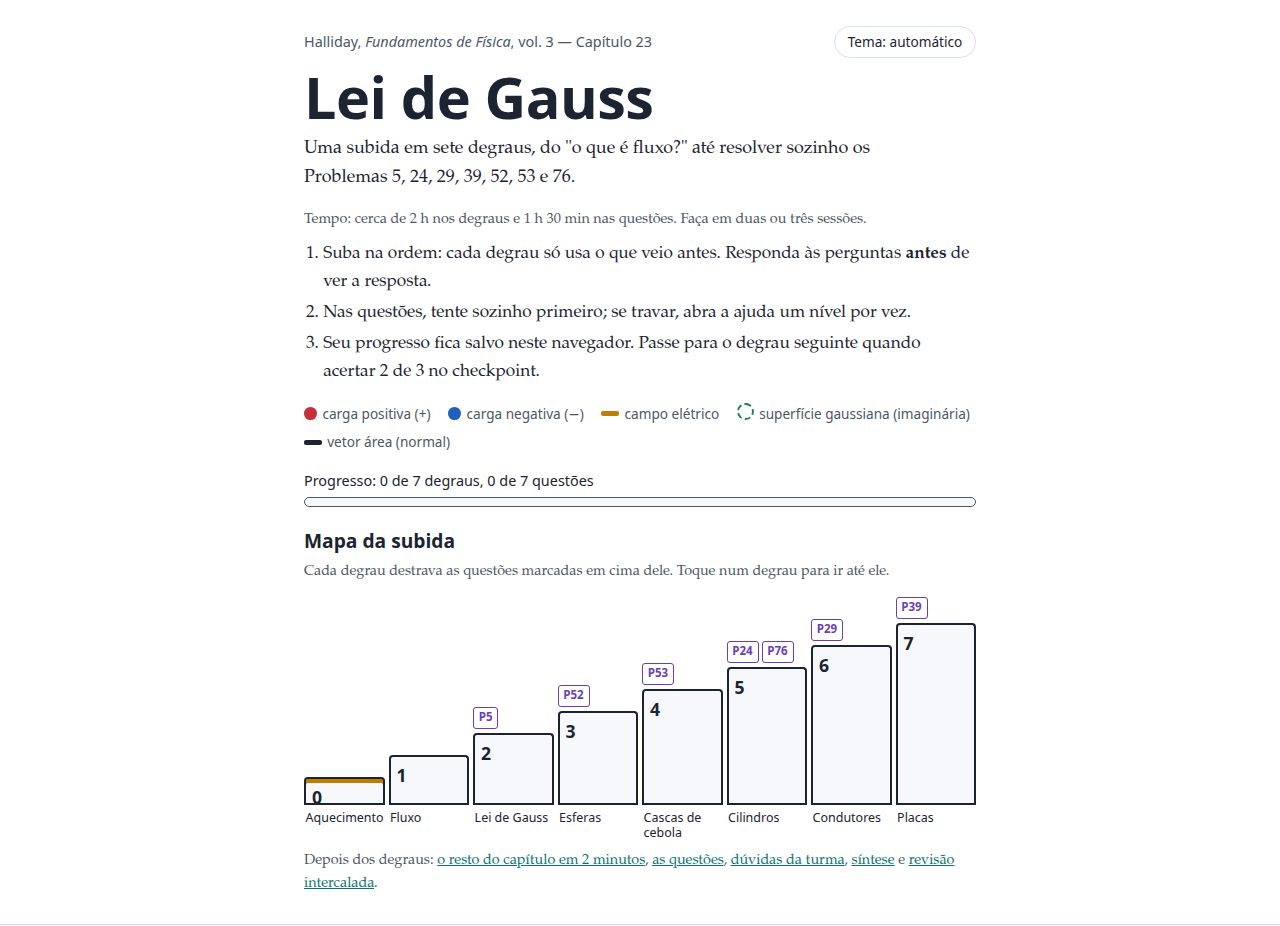 Halliday, Fundamentos de Física, vol. 3 — Capítulo 23
Tema: automático
Lei de Gauss
Uma subida em sete degraus, do "o que é fluxo?" até resolver sozinho os
Problemas 5, 24, 29, 39, 52, 53 e 76.
Tempo: cerca de 2 h nos degraus e 1 h 30 min nas questões. Faça em duas ou três sessões.
1. Suba na ordem: cada degrau só usa o que veio antes. Responda às perguntas antes de
ver a resposta.
2. Nas questões, tente sozinho primeiro; se travar, abra a ajuda um nível por vez.
3. Seu progresso fica salvo neste navegador. Passe para o degrau seguinte quando
acertar 2 de 3 no checkpoint.
carga positiva (+) carga negativa (−) campo elétrico superfície gaussiana (imaginária)
vetor área (normal)
Progresso: 0 de 7 degraus, 0 de 7 questões
Mapa da subida
Cada degrau destrava as questões marcadas em cima dele. Toque num degrau para ir até ele.
P39
P29
7
P24 P76
6
P53
5
P52
4
P5
3
2
1
0
Aquecimento Fluxo Lei de Gauss Esferas Cascas de Cilindros Condutores Placas
cebola
Depois dos degraus: o resto do capítulo em 2 minutos, as questões, dúvidas da turma, síntese e revisão
intercalada.